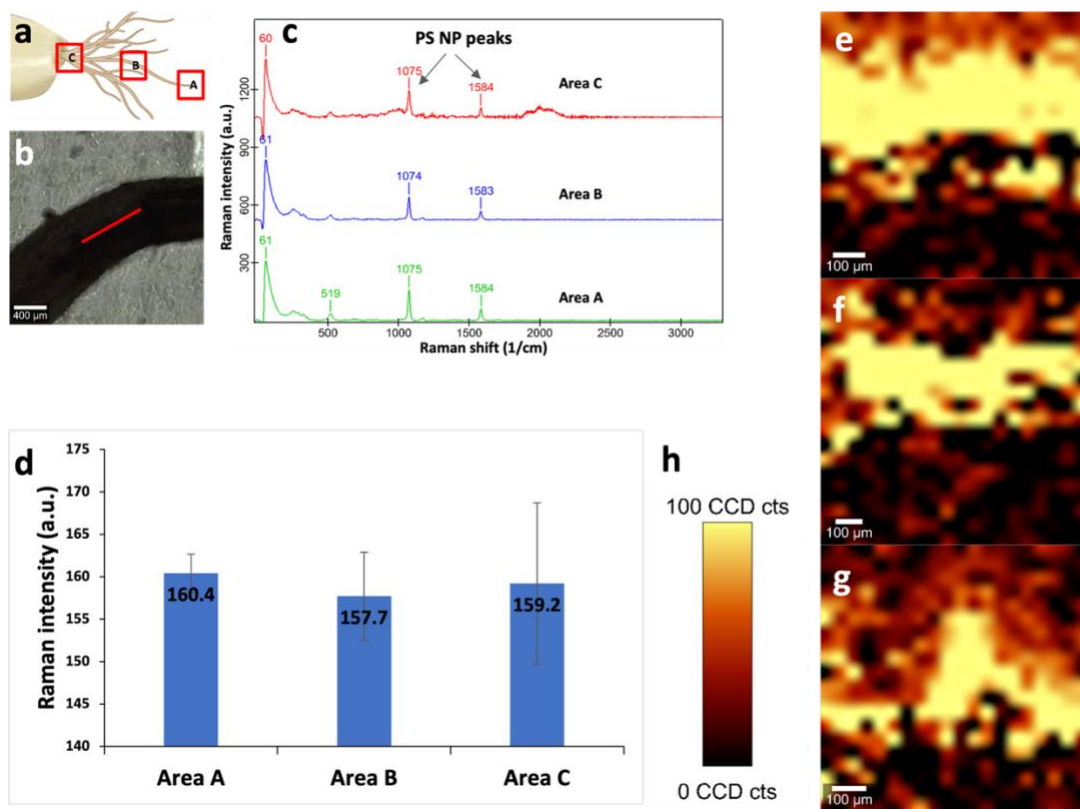 a
C
B
A
b
400 µm
c
PS NP peaks
Raman intensity (a.u.)
1200
900
600
300
60
1075
1584
Area C
61
1074
1583
Area B
61
519
1075
1584
Area A
500
1000
1500
2000
2500
3000
Raman shift (1/cm)
d
Raman intensity (a.u.)
175
170
165
160
155
150
145
140
160.4
157.7
159.2
Area A
Area B
Area C
h
100 CCD cts
0 CCD cts
e
100 µm
f
100 µm
g
100 µm